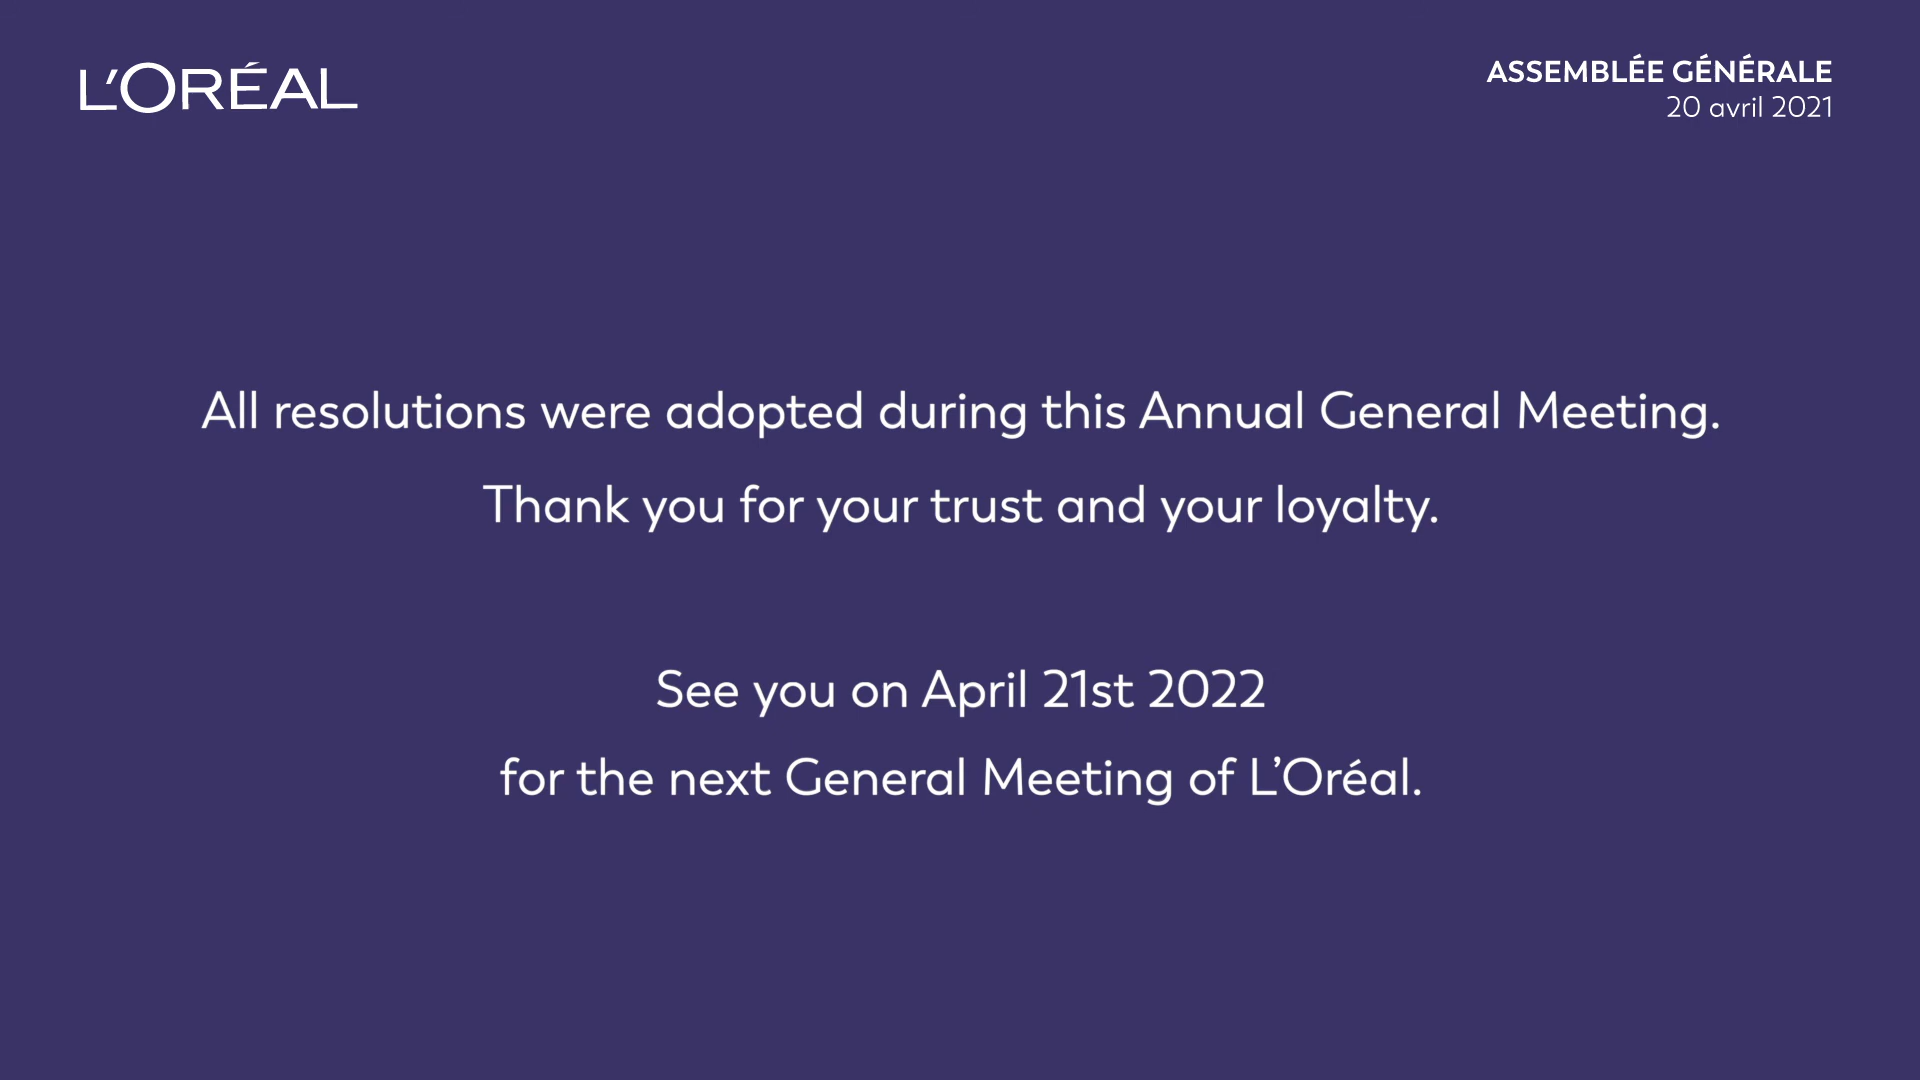 L'ORÉAL
ASSEMBLÉE GÉNÉRALE
20 avril 2021
All resolutions were adopted during this Annual General Meeting.
Thank you for your trust and your loyalty.
See you on April 21st 2022
for the next General Meeting of L’Oréal.